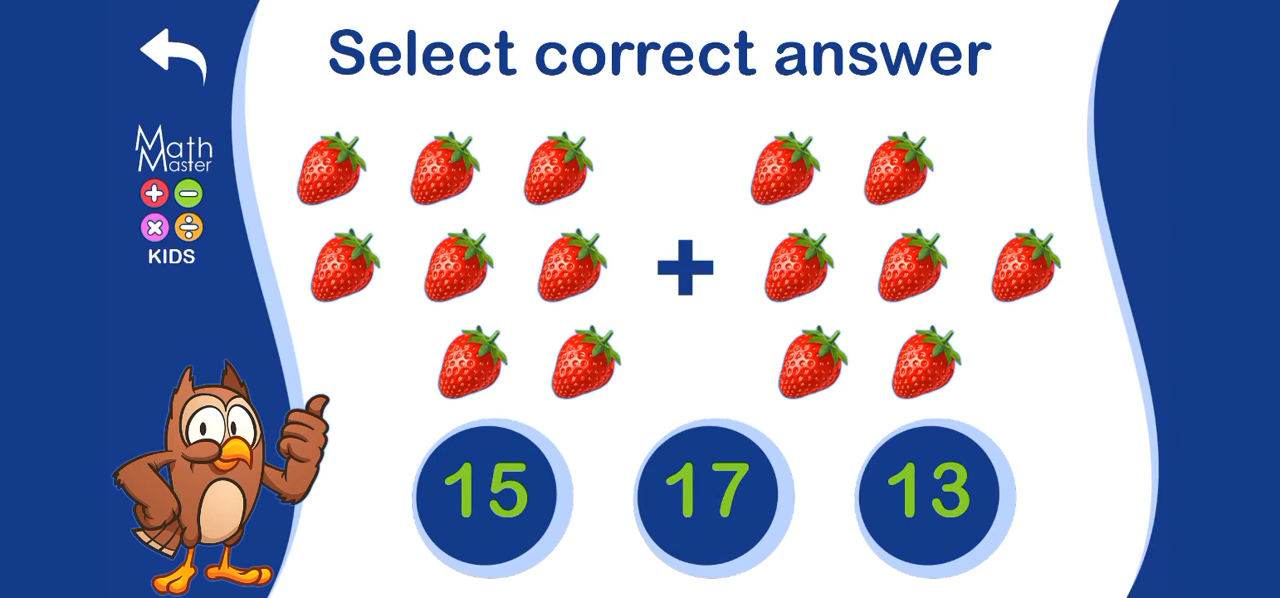 Select correct answer
Math
Master
+ −
× ÷
KIDS
+
15 17 13